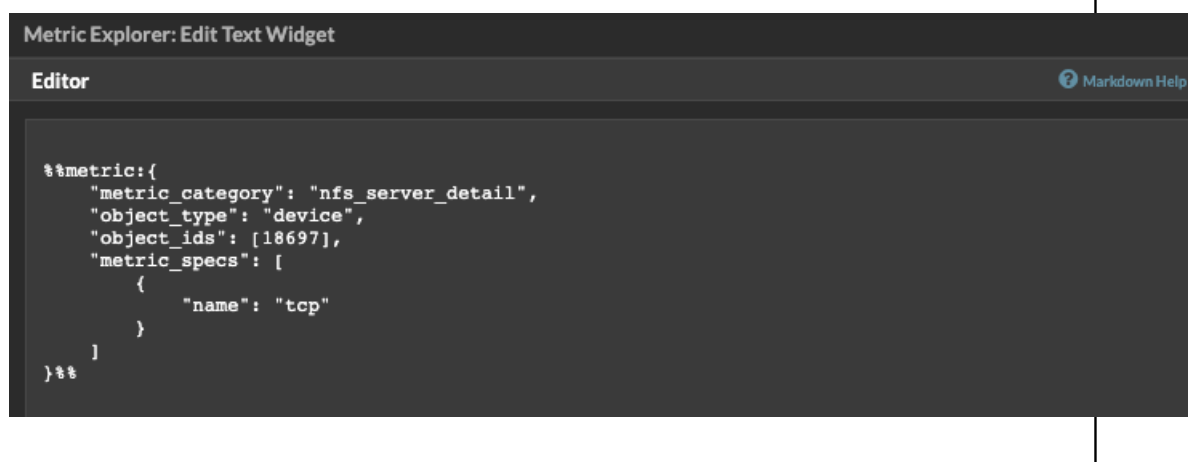 Metric Explorer: Edit Text Widget
Editor
Markdown Help
%%metric:{
    "metric_category": "nfs_server_detail",
    "object_type": "device",
    "object_ids": [18697],
    "metric_specs": [
        {
            "name": "tcp"
        }
    ]
}%%